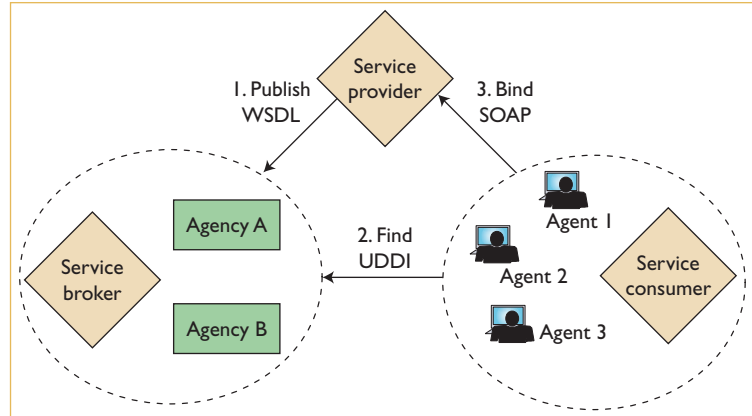 Service
provider
1. Publish
WSDL
3. Bind
SOAP
Agency A
Agent 1
Service
broker
2. Find
UDDI
Agent 2
Service
consumer
Agency B
Agent 3